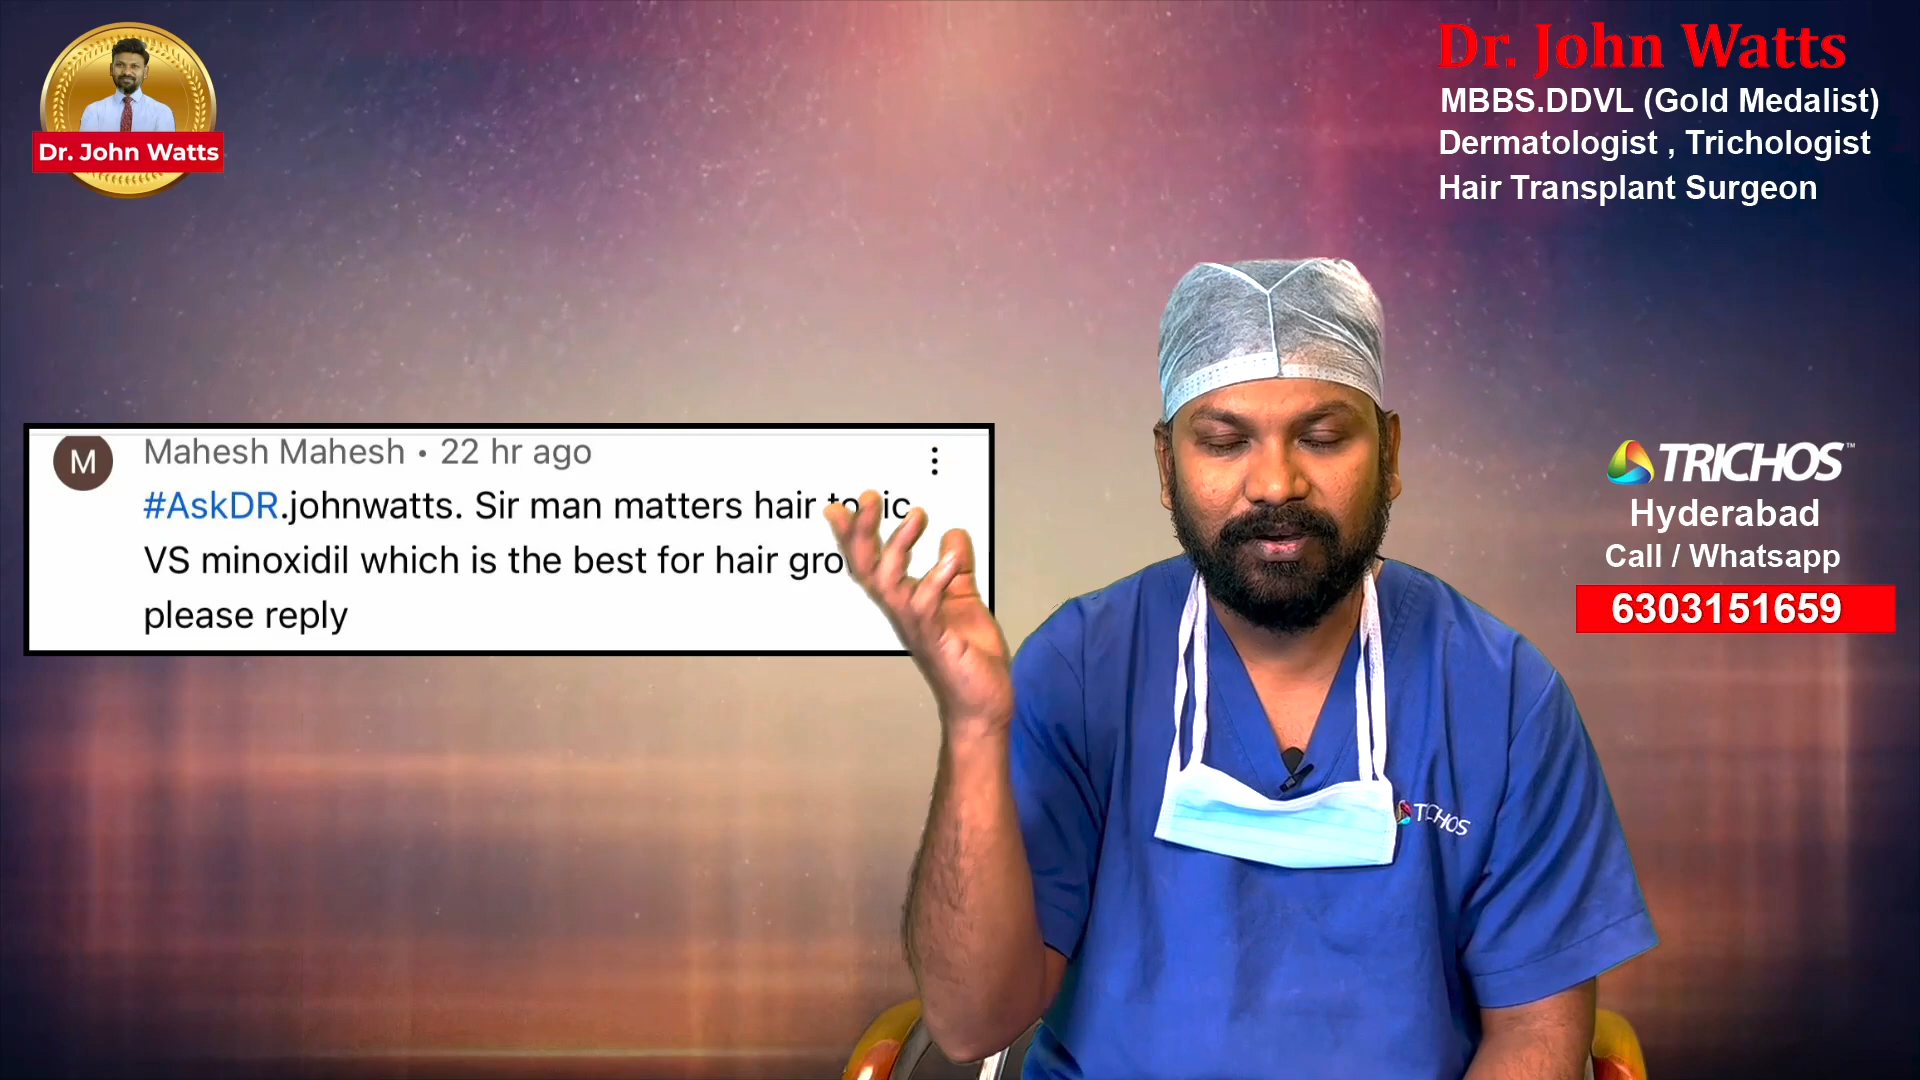 Dr. John Watts
Dr. John Watts
MBBS.DDVL (Gold Medalist)
Dermatologist , Trichologist
Hair Transplant Surgeon
M
Mahesh Mahesh • 22 hr ago
#AskDR.johnwatts. Sir man matters hair
VS minoxidil which is the best for hair
please reply
TRICHOS™
Hyderabad
Call / Whatsapp
6303151659
TRICHOS